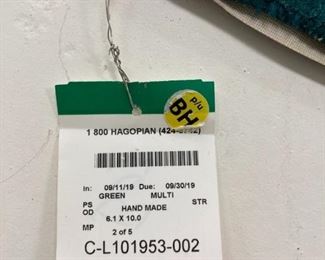 p/u
BH
1 800 HAGOPIAN (424-6742)
In: 09/11/19 Due: 09/30/19
GREEN MULTI
PS STR
OD HAND MADE
6.1 X 10.0
MP 2 of 5
C-L101953-002